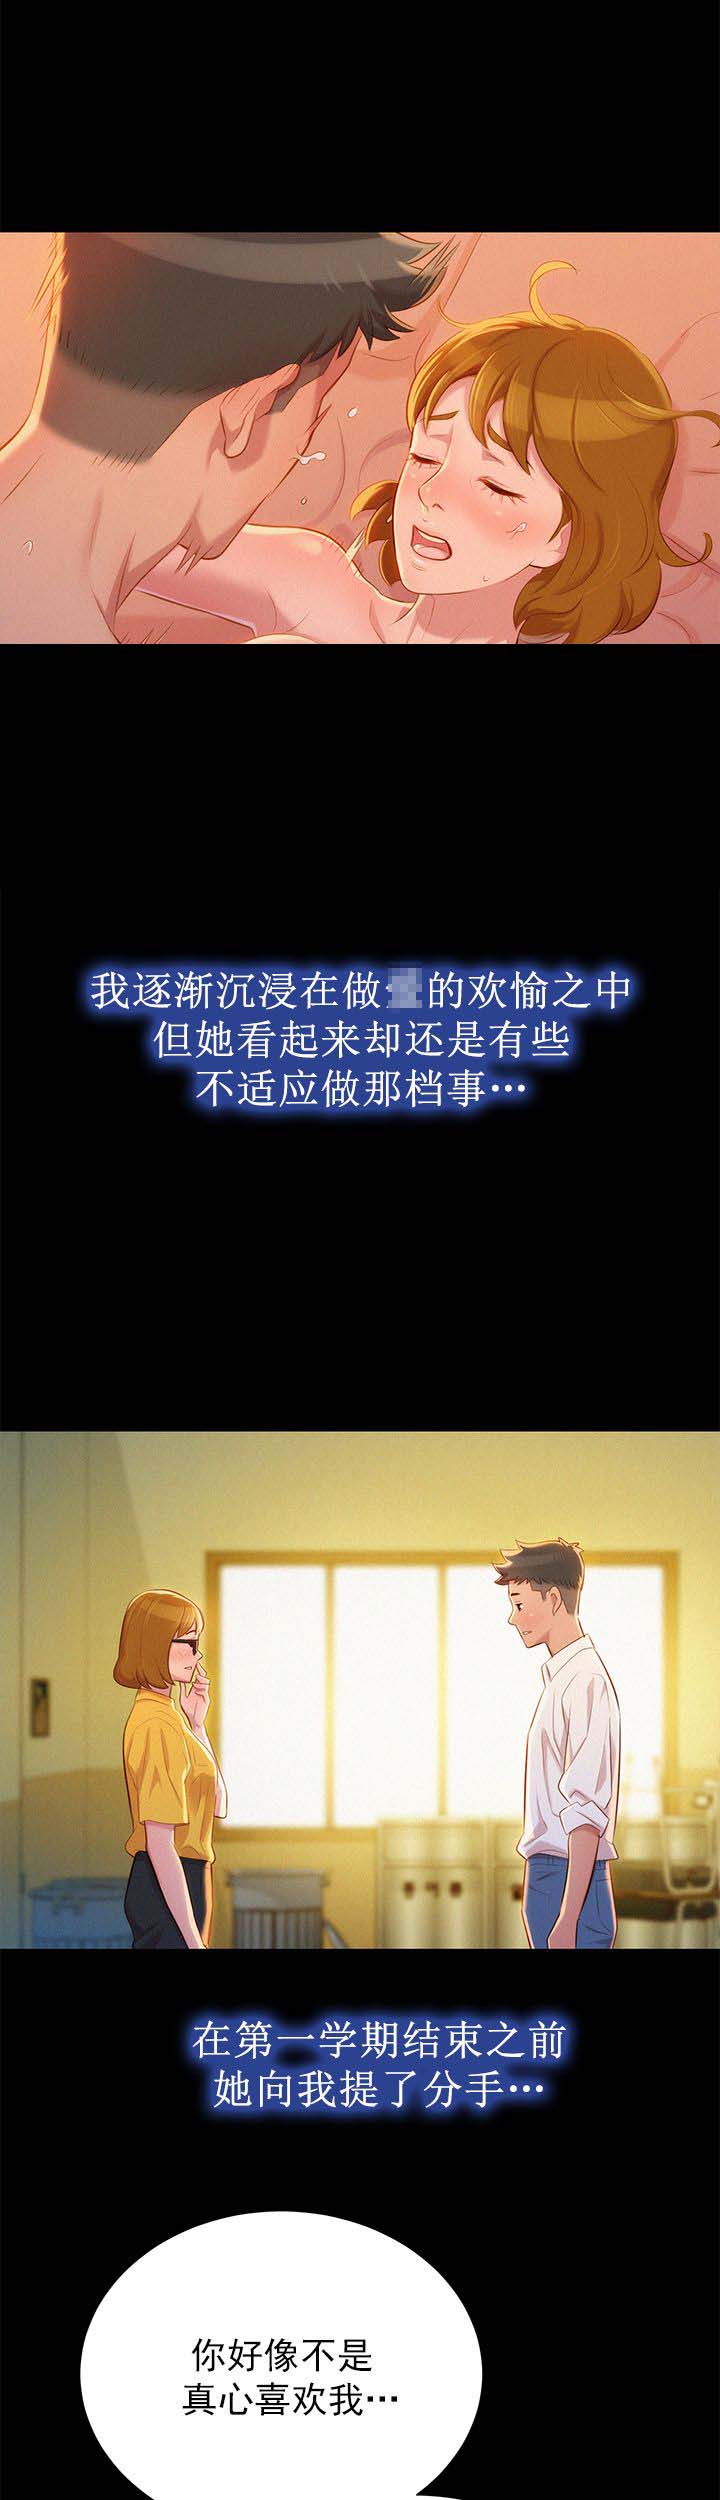 我逐渐沉浸在做的欢愉之中
但她看起来却还是有些
不适应做那档事…
在第一学期结束之前
她向我提了分手…
你好像不是
真心喜欢我…